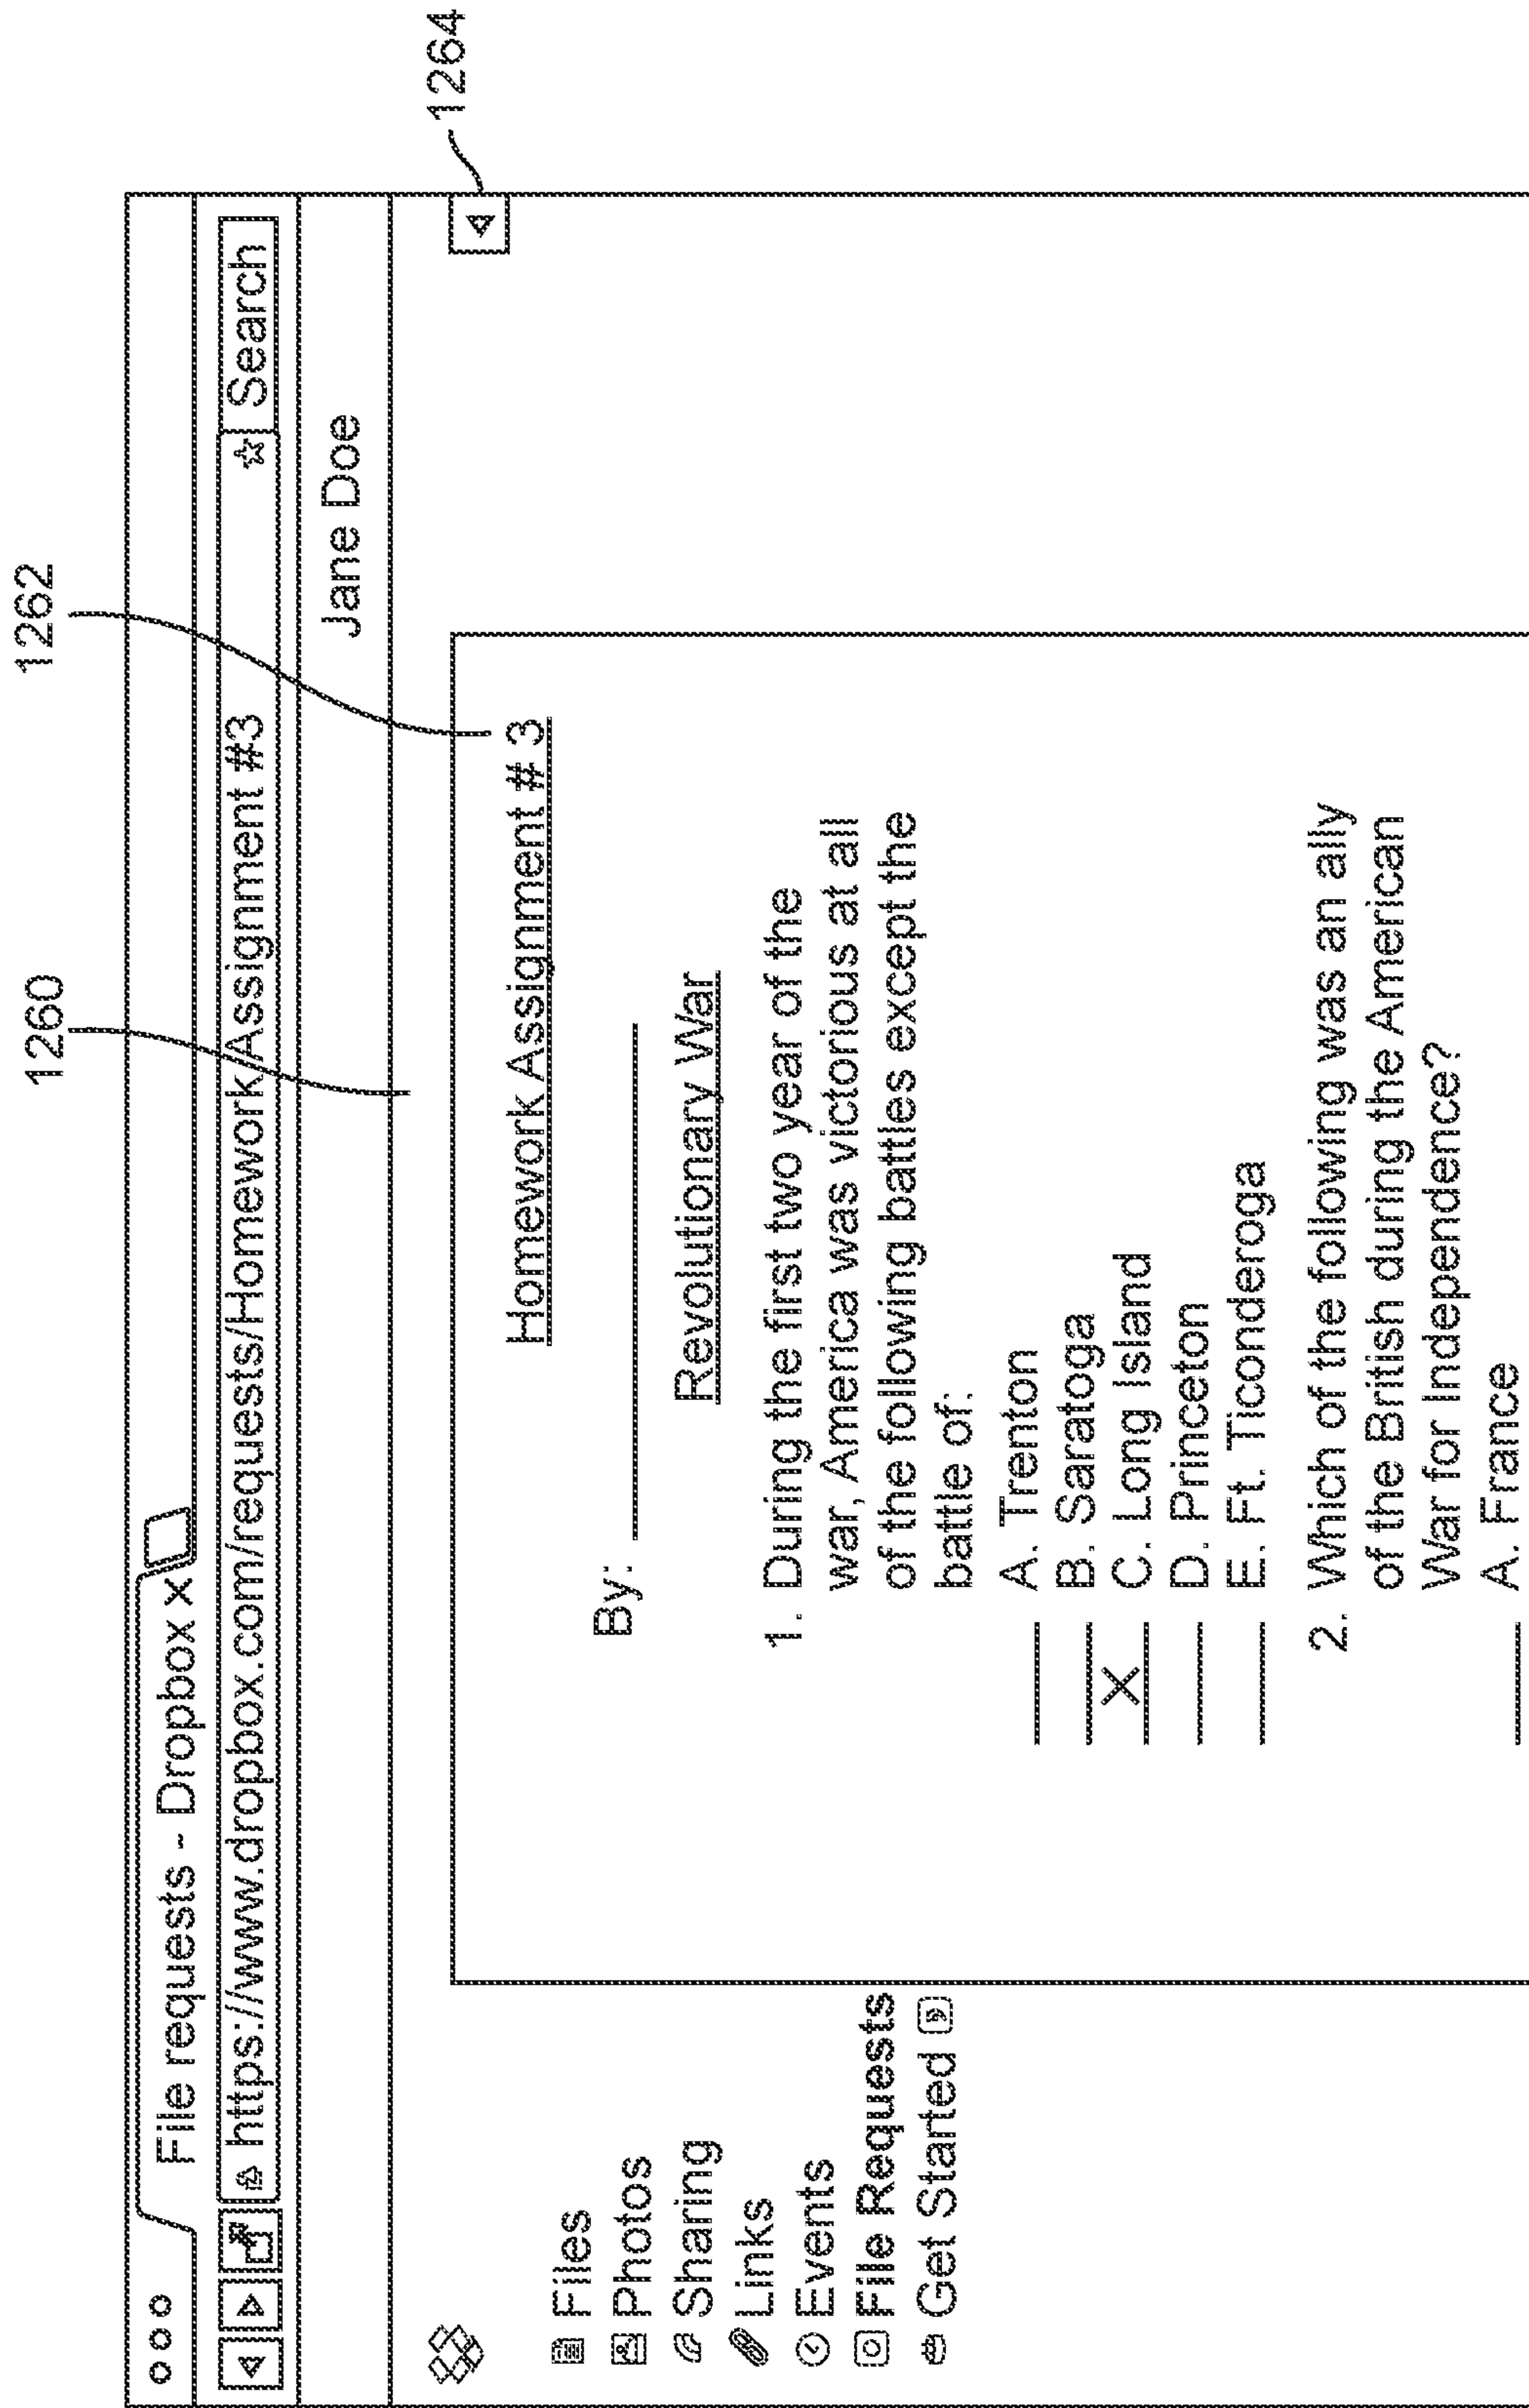 1260
1262
1264
File requests - Dropbox x
https://www.dropbox.com/requests/HomeworkAssignment #3
Search
Jane Doe
Files
Photos
Sharing
Links
Events
File Requests
Get Started
Homework Assignment # 3
By:
Revolutionary War
1. During the first two year of the
war, America was victorious at all
of the following battles except the
battle of:
A. Trenton
B. Saratoga
X C. Long Island
D. Princeton
E. Ft. Ticonderoga
2. Which of the following was an ally
of the British during the American
War for Independence?
A. France